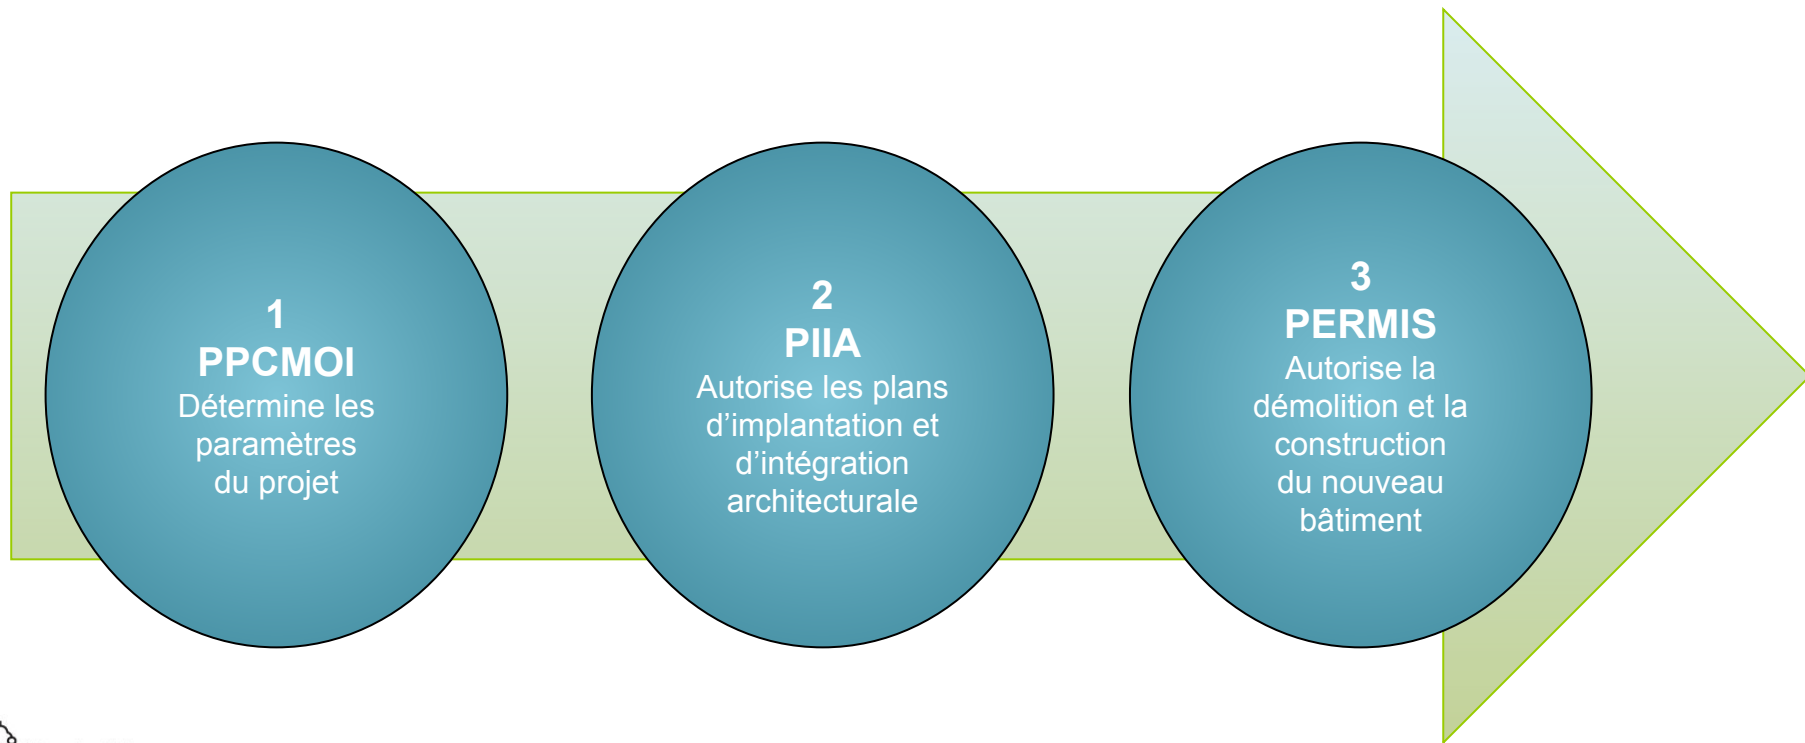 1
PPCMOI
Détermine les
paramètres
du projet
2
PIIA
Autorise les plans
d’implantation et
d’intégration
architecturale
3
PERMIS
Autorise la
démolition et la
construction
du nouveau
bâtiment